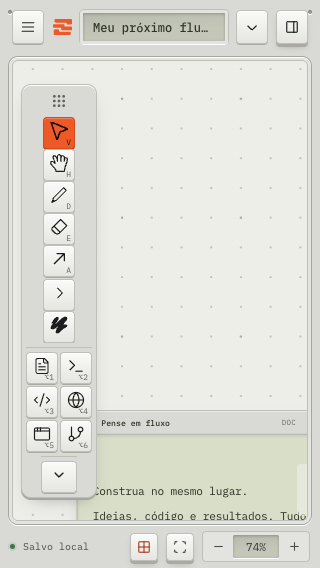 Meu próximo flu…
V
H
D
E
A
⌥1
⌥2
⌥3
⌥4
⌥5
⌥6
Pense em fluxo
DOC
Construa no mesmo lugar.
Ideias, código e resultados. Tudo
Salvo local
74%